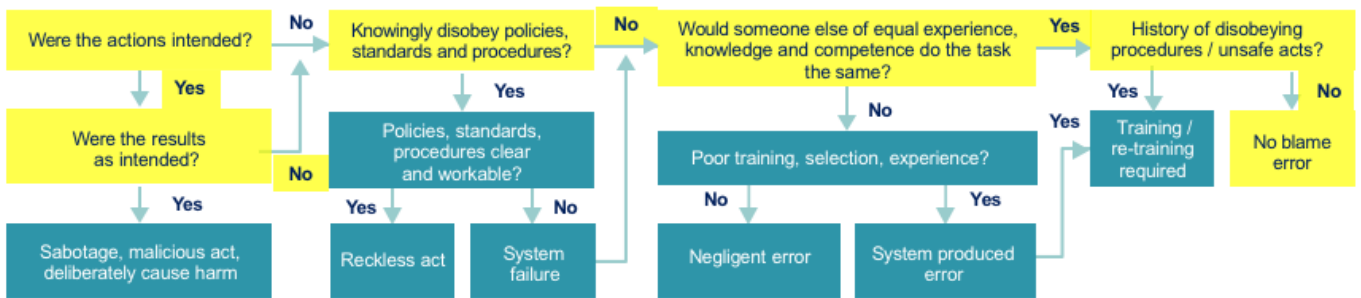 Were the actions intended?
No
Knowingly disobey policies,
standards and procedures?
No
Would someone else of equal experience,
knowledge and competence do the task
the same?
Yes
History of disobeying
procedures / unsafe acts?
Yes
Yes
No
Yes
No
Were the results
as intended?
No
Policies, standards,
procedures clear
and workable?
Poor training, selection, experience?
Yes
Training /
re-training
required
No blame
error
Yes
Yes
No
No
Yes
Sabotage, malicious act,
deliberately cause harm
Reckless act
System
failure
Negligent error
System produced
error